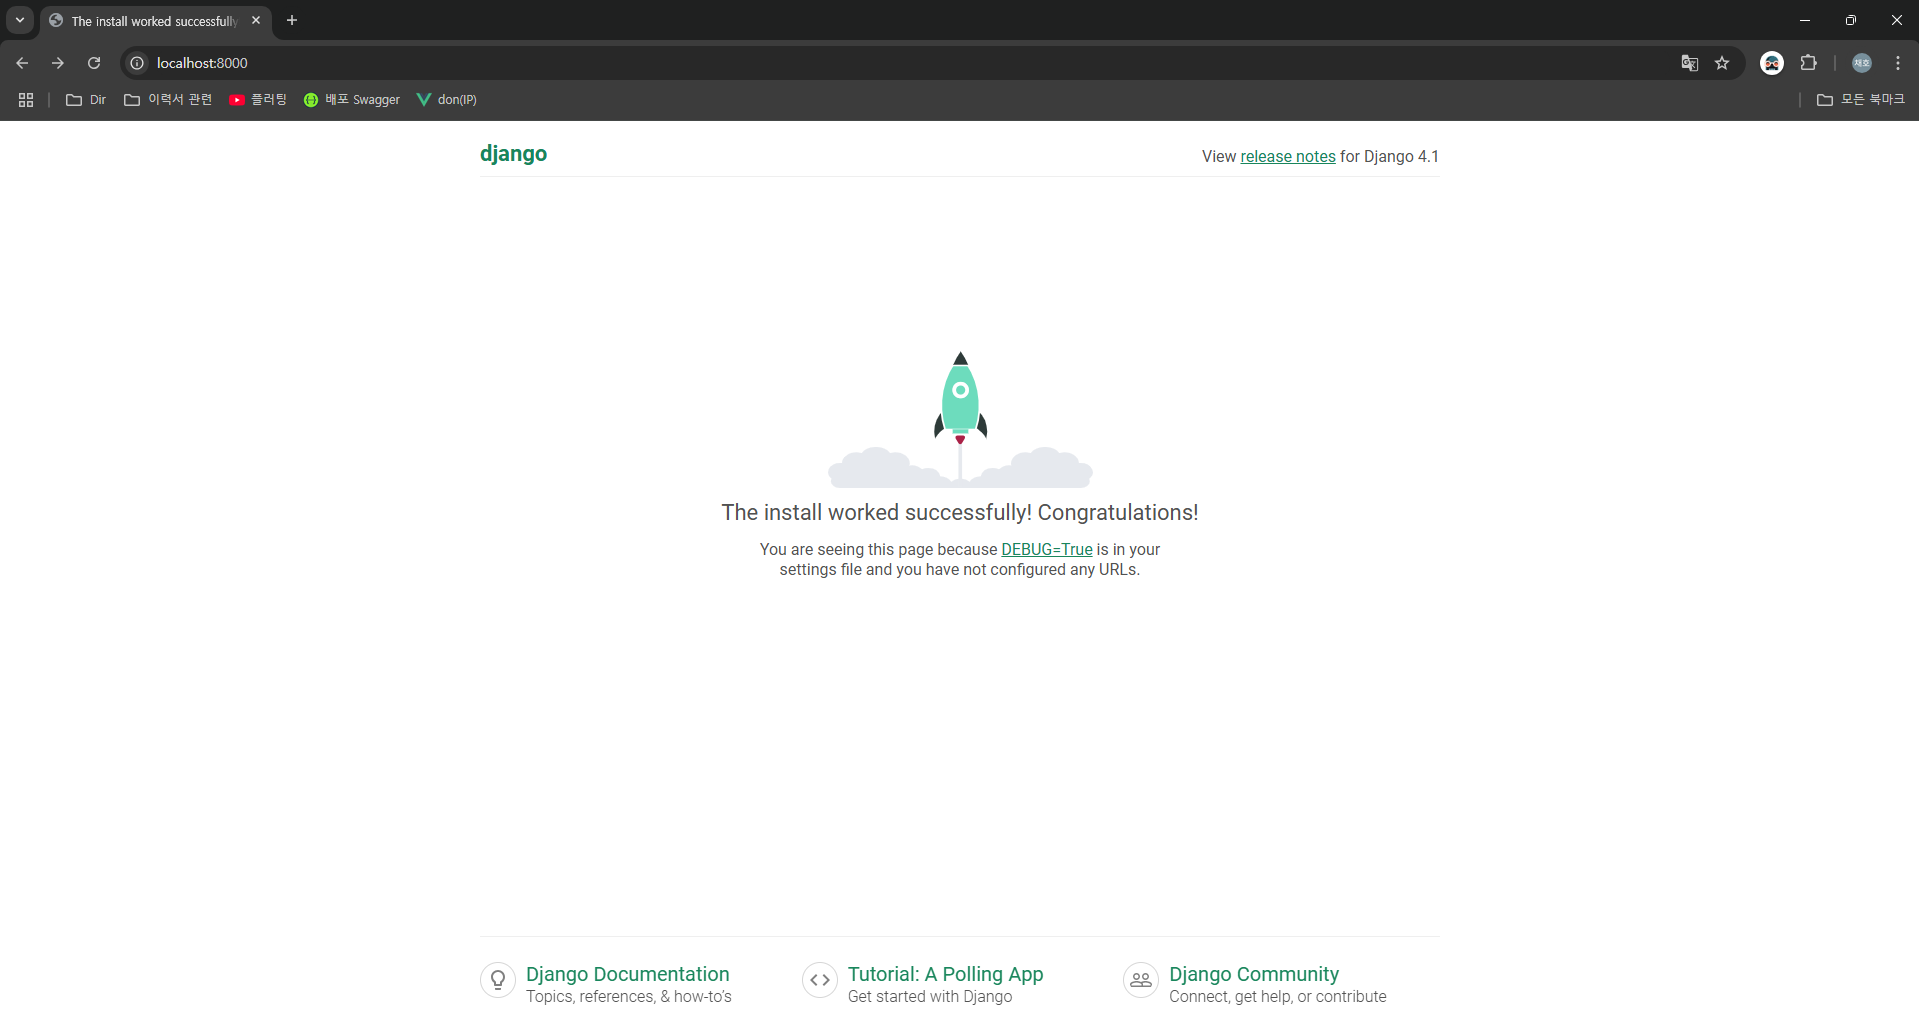 The install worked successfully
localhost:8000
Dir
이력서 관련
플러팅
배포 Swagger
don(IP)
모든 북마크
채호
django
View release notes for Django 4.1
The install worked successfully! Congratulations!
You are seeing this page because DEBUG=True is in your
settings file and you have not configured any URLs.
Django Documentation
Topics, references, & how-to’s
Tutorial: A Polling App
Get started with Django
Django Community
Connect, get help, or contribute